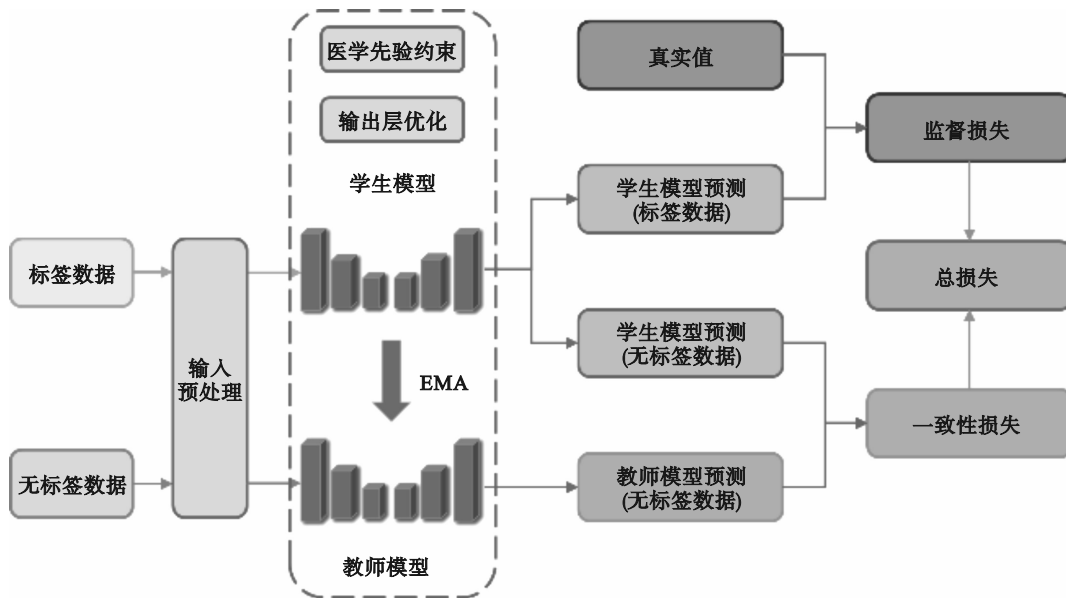 医学先验约束
输出层优化
学生模型
标签数据
无标签数据
输入
预处理
EMA
教师模型
真实值
学生模型预测
(标签数据)
学生模型预测
(无标签数据)
教师模型预测
(无标签数据)
监督损失
总损失
一致性损失